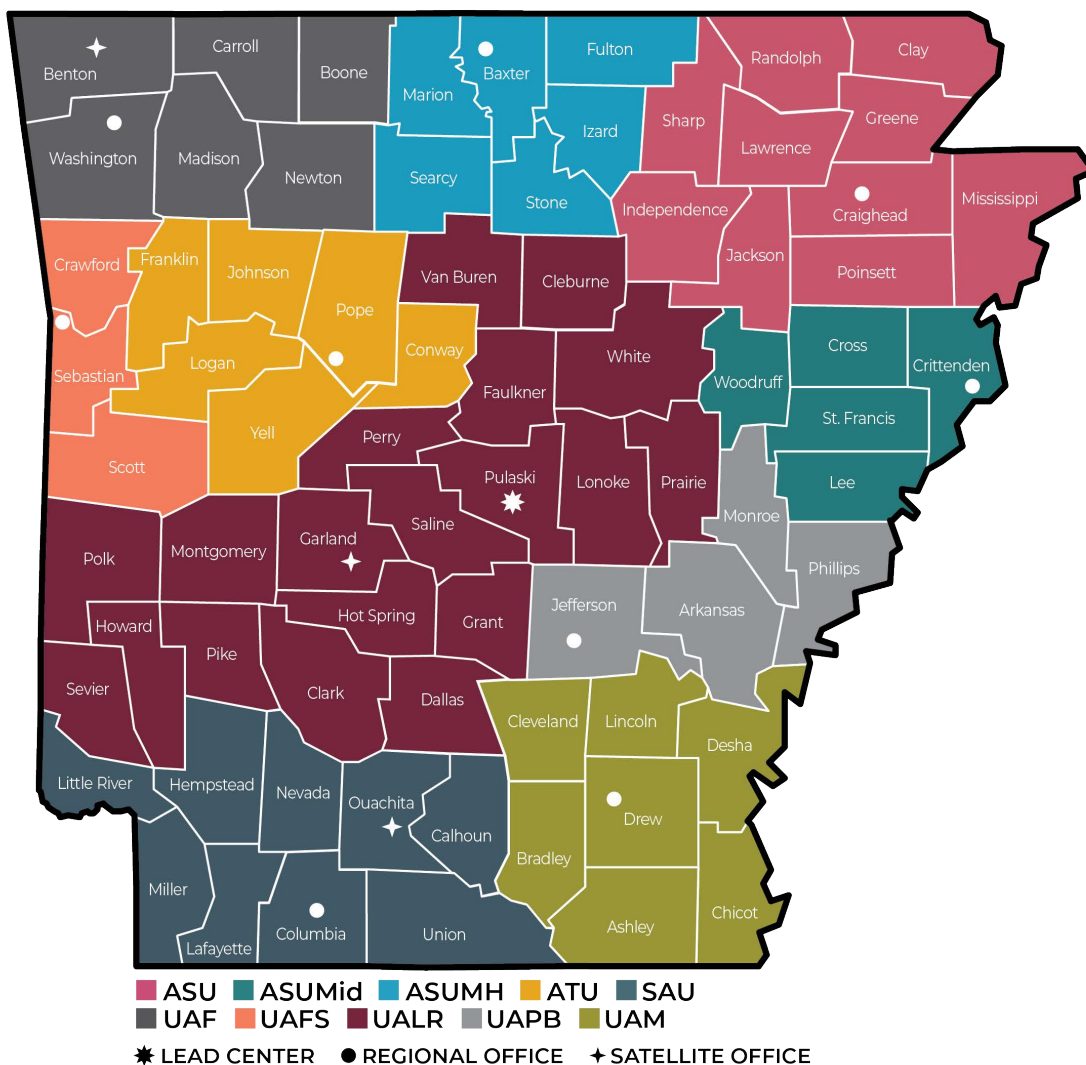 Benton
Carroll
Boone
Marion
Baxter
Fulton
Randolph
Clay
Washington
Madison
Newton
Searcy
Stone
Izard
Sharp
Lawrence
Greene
Independence
Craighead
Mississippi
Crawford
Franklin
Johnson
Pope
Van Buren
Cleburne
Jackson
Poinsett
Sebastian
Logan
Conway
Faulkner
White
Woodruff
Cross
Crittenden
Scott
Yell
Perry
Pulaski
Lonoke
Prairie
St. Francis
Lee
Polk
Montgomery
Garland
Saline
Monroe
Phillips
Howard
Pike
Hot Spring
Grant
Jefferson
Arkansas
Sevier
Clark
Dallas
Cleveland
Lincoln
Desha
Little River
Hempstead
Nevada
Ouachita
Calhoun
Bradley
Drew
Miller
Lafayette
Columbia
Union
Ashley
Chicot
ASU ASUMid ASUMH ATU SAU
UAF UAFS UALR UAPB UAM
LEAD CENTER REGIONAL OFFICE SATELLITE OFFICE